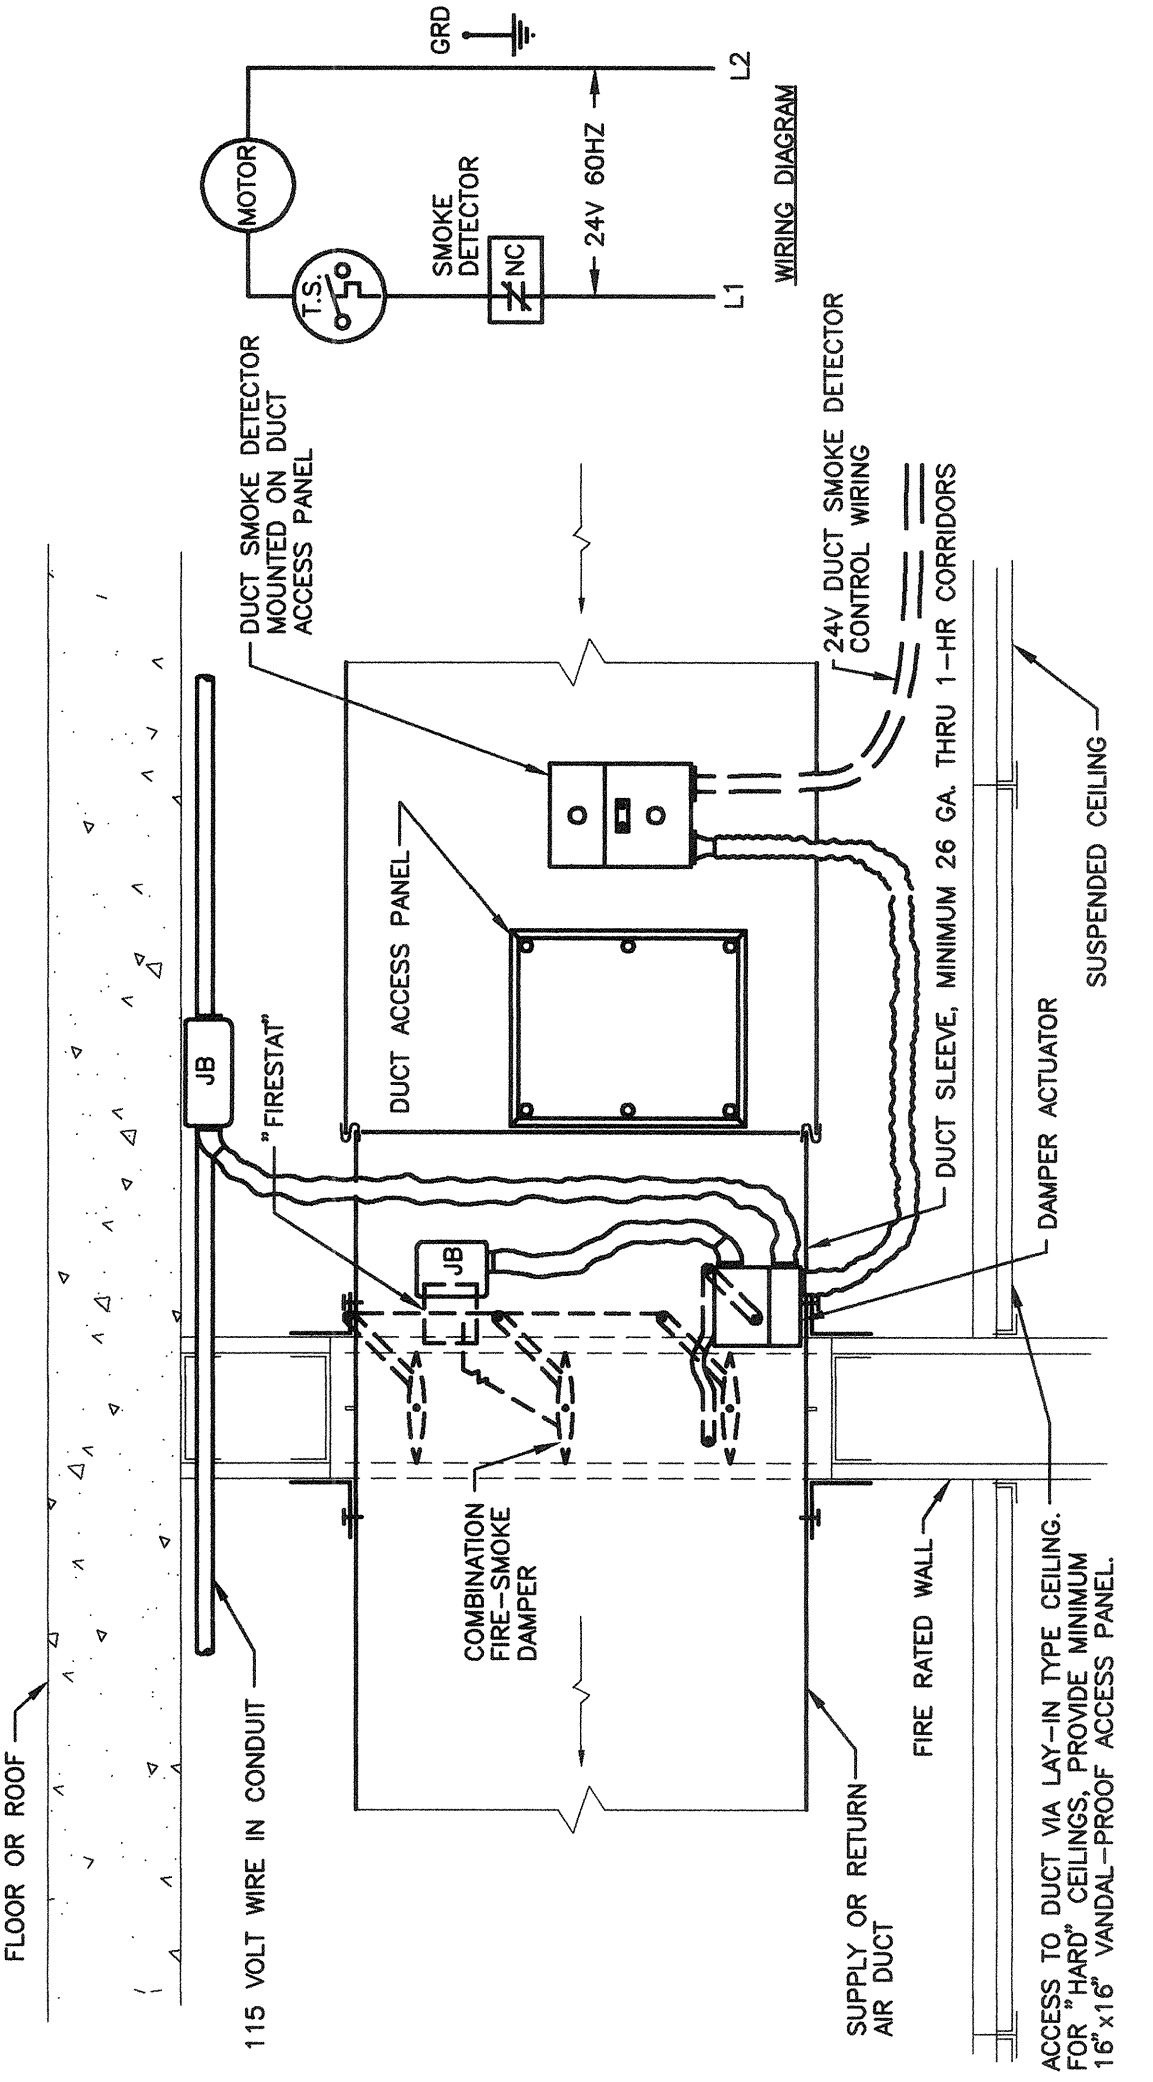 FLOOR OR ROOF
115 VOLT WIRE IN CONDUIT
JB
"FIRESTAT"
JB
DUCT ACCESS PANEL
DUCT SMOKE DETECTOR
MOUNTED ON DUCT
ACCESS PANEL
COMBINATION
FIRE-SMOKE
DAMPER
SUPPLY OR RETURN
AIR DUCT
FIRE RATED WALL
24V DUCT SMOKE DETECTOR
CONTROL WIRING
DUCT SLEEVE, MINIMUM 26 GA. THRU 1-HR CORRIDORS
DAMPER ACTUATOR
SUSPENDED CEILING
ACCESS TO DUCT VIA LAY-IN TYPE CEILING.
FOR "HARD" CEILINGS, PROVIDE MINIMUM
16"x16" VANDAL-PROOF ACCESS PANEL.
MOTOR
T.S.
SMOKE
DETECTOR
NC
GRD
24V 60HZ
L1
L2
WIRING DIAGRAM